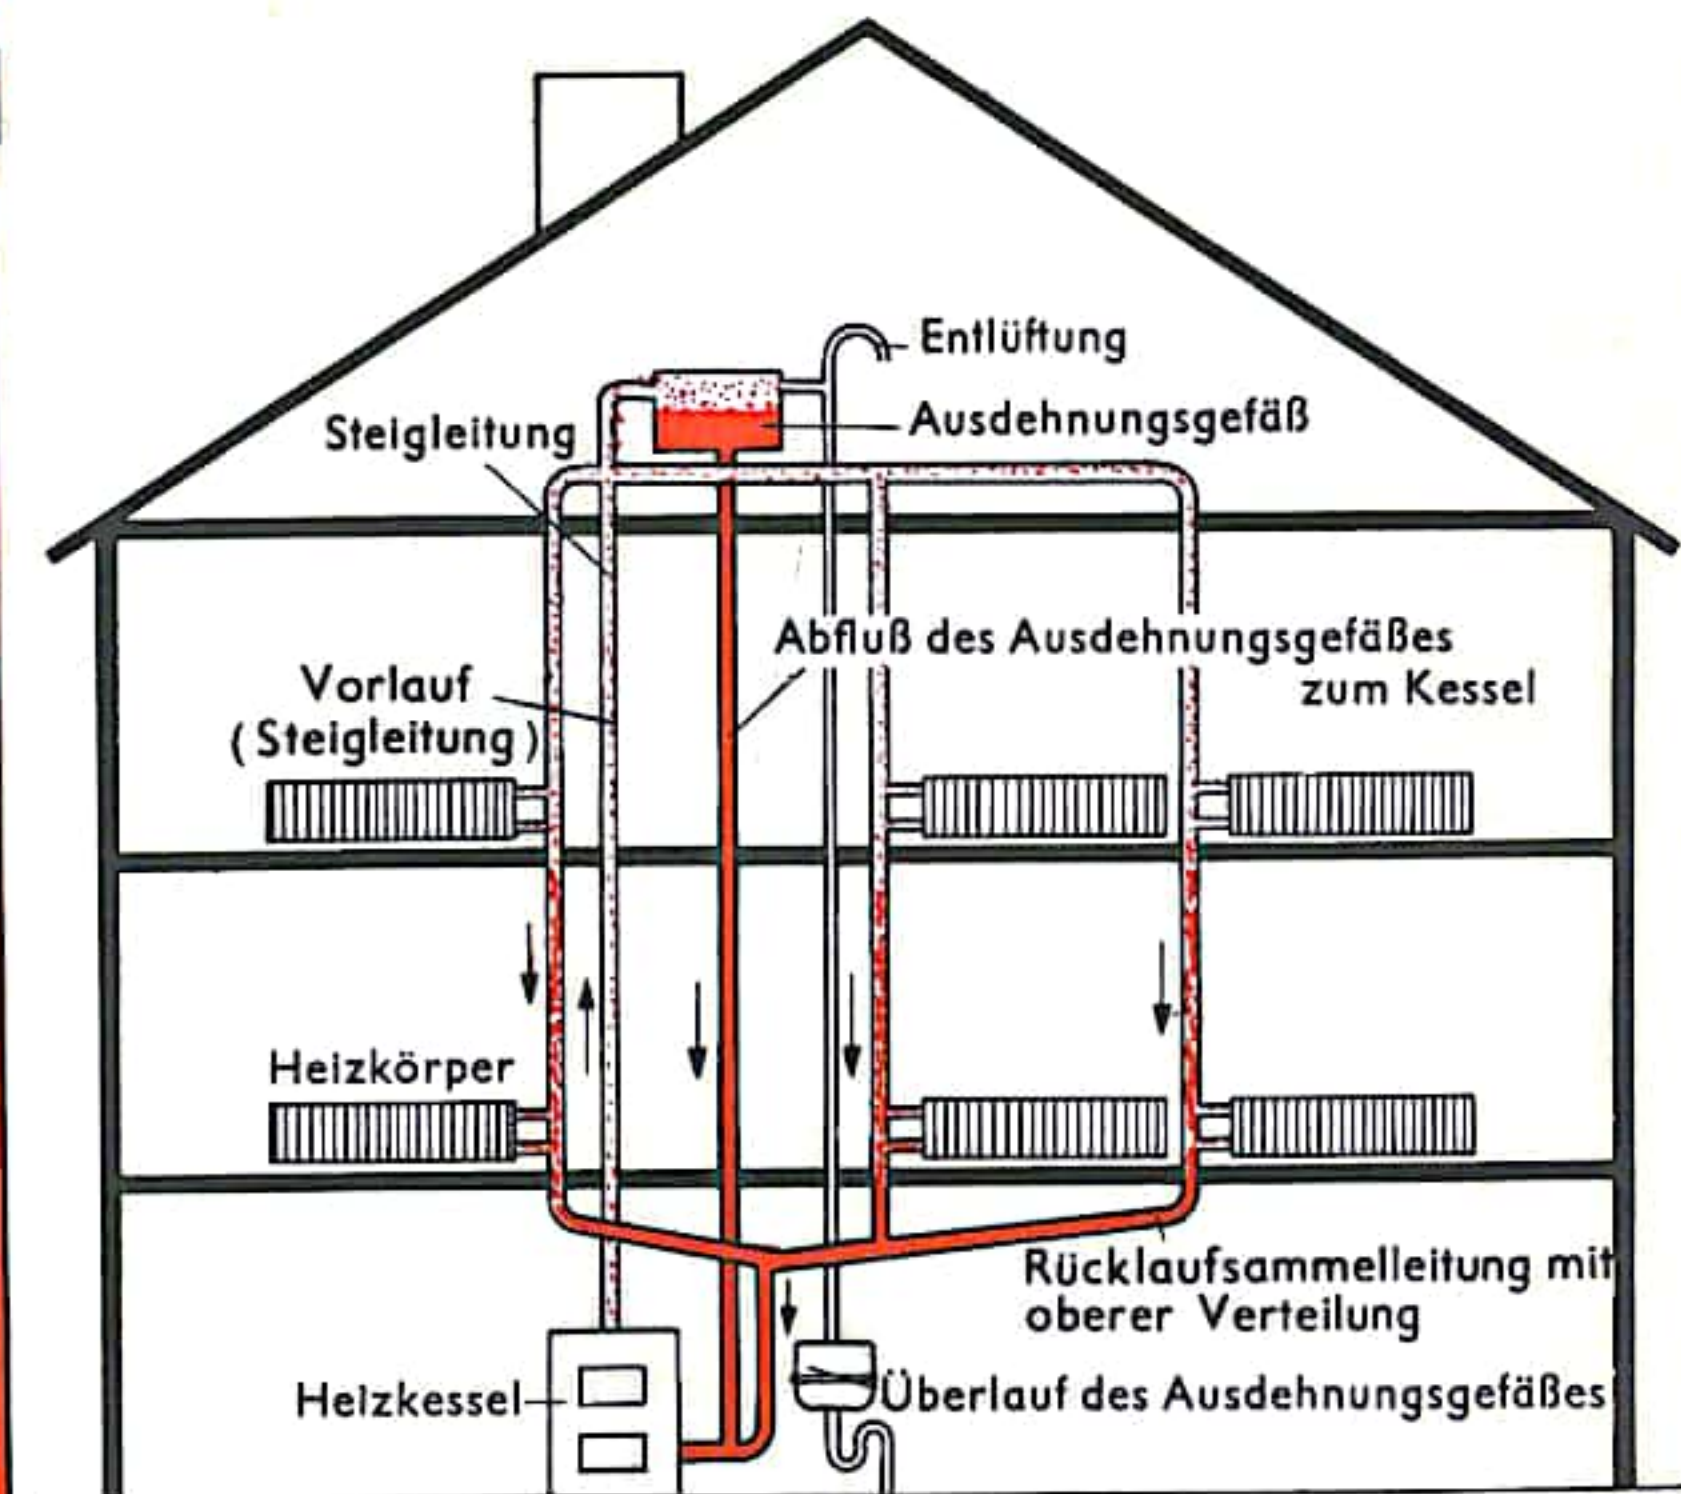 Entlüftung
Ausdehnungsgefäß
Steigleitung
Abfluß des Ausdehnungsgefäßes
zum Kessel
Vorlauf
(Steigleitung)
Heizkörper
Rücklaufsammelleitung mit
oberer Verteilung
Heizkessel
Überlauf des Ausdehnungsgefäßes